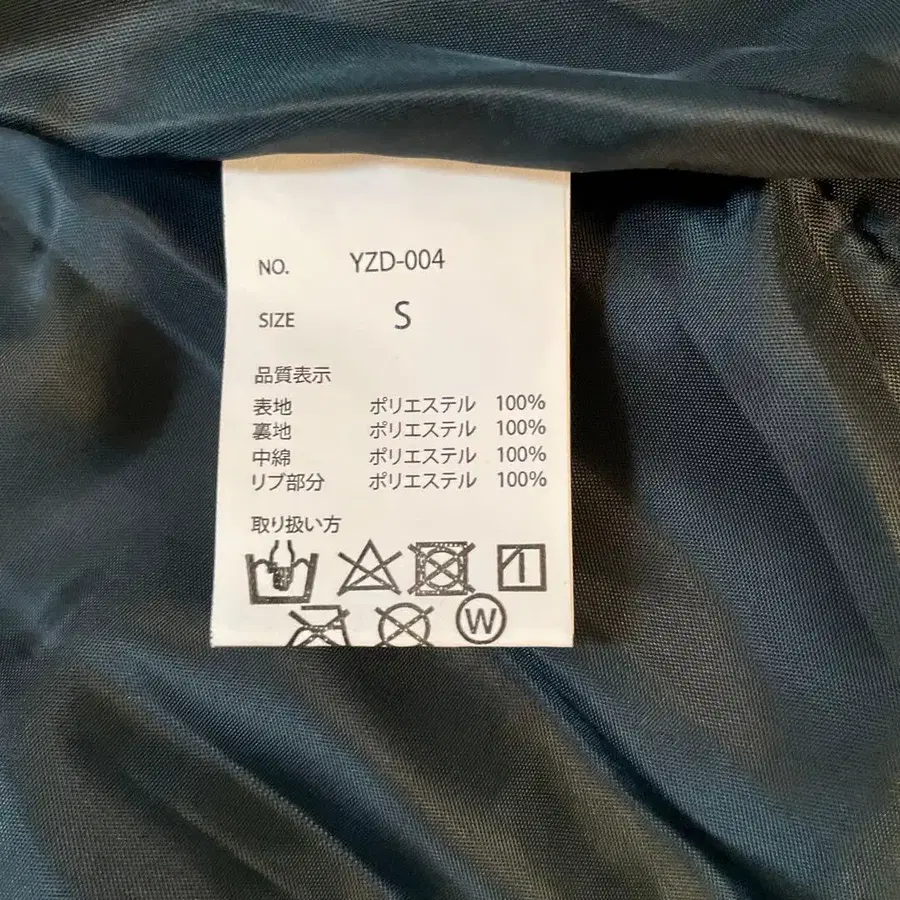 NO. YZD-004
SIZE S
品質表示
表地 ポリエステル 100%
裏地 ポリエステル 100%
中綿 ポリエステル 100%
リブ部分 ポリエステル 100%
取り扱い方
W